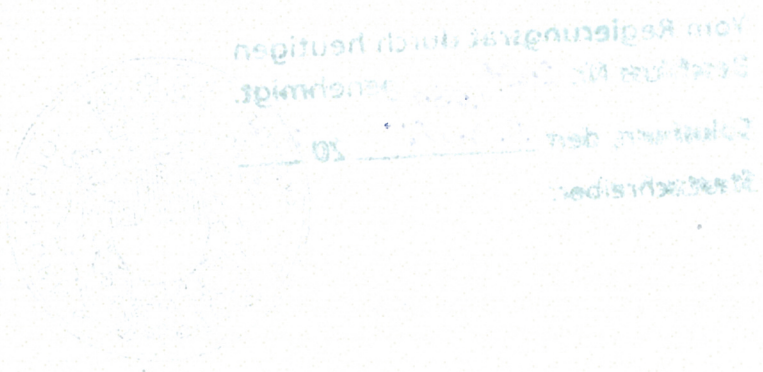 Vom Regierungsrat durch heutigen
Beschluss Nr. genehmigt.
Solothurn, den 20
Staatsschreiber: